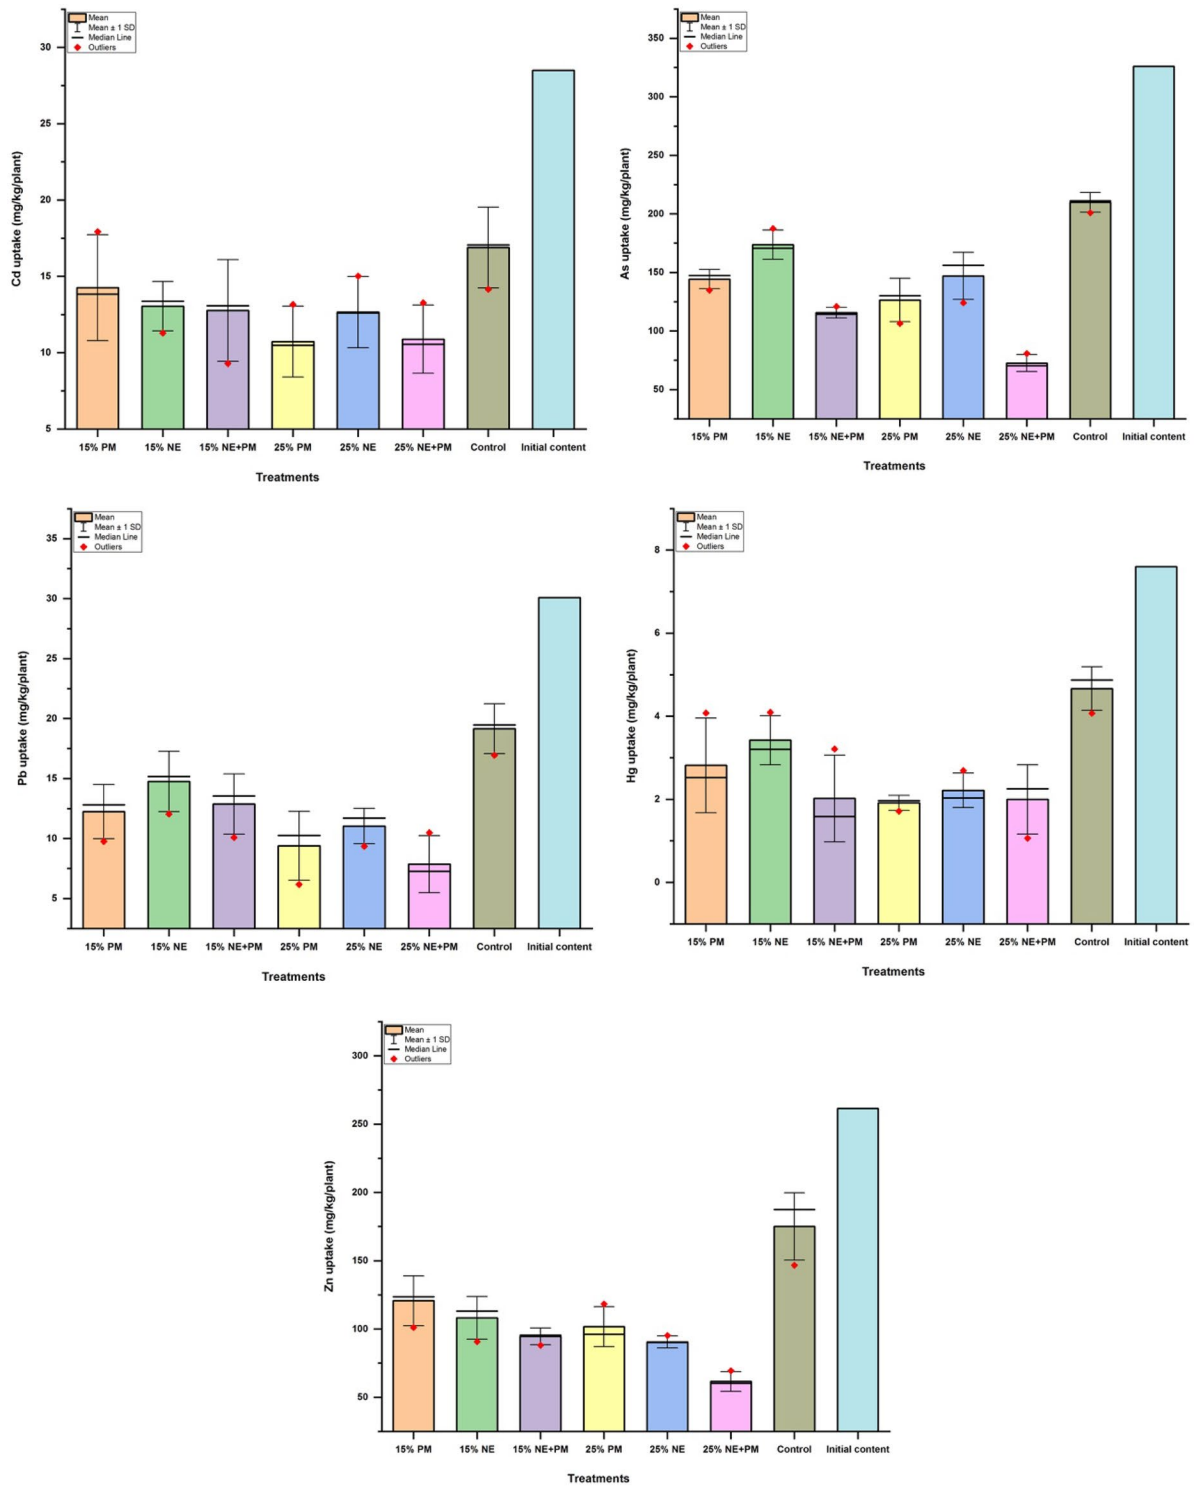 Mean
Mean ± 1 SD
Median Line
Outliers
30
25
20
15
10
5
Cd uptake (mg/kg/plant)
15% PM 15% NE 15% NE+PM 25% PM 25% NE 25% NE+PM Control Initial content
Treatments
Mean
Mean ± 1 SD
Median Line
Outliers
350
300
250
200
150
100
50
As uptake (mg/kg/plant)
15% PM 15% NE 15% NE+PM 25% PM 25% NE 25% NE+PM Control Initial content
Treatments
Mean
Mean ± 1 SD
Median Line
Outliers
35
30
25
20
15
10
5
Pb uptake (mg/kg/plant)
15% PM 15% NE 15% NE+PM 25% PM 25% NE 25% NE+PM Control Initial content
Treatments
Mean
Mean ± 1 SD
Median Line
Outliers
8
6
4
2
0
Hg uptake (mg/kg/plant)
15% PM 15% NE 15% NE+PM 25% PM 25% NE 25% NE+PM Control Initial content
Treatments
Mean
Mean ± 1 SD
Median Line
Outliers
300
250
200
150
100
50
Zn uptake (mg/kg/plant)
15% PM 15% NE 15% NE+PM 25% PM 25% NE 25% NE+PM Control Initial content
Treatments